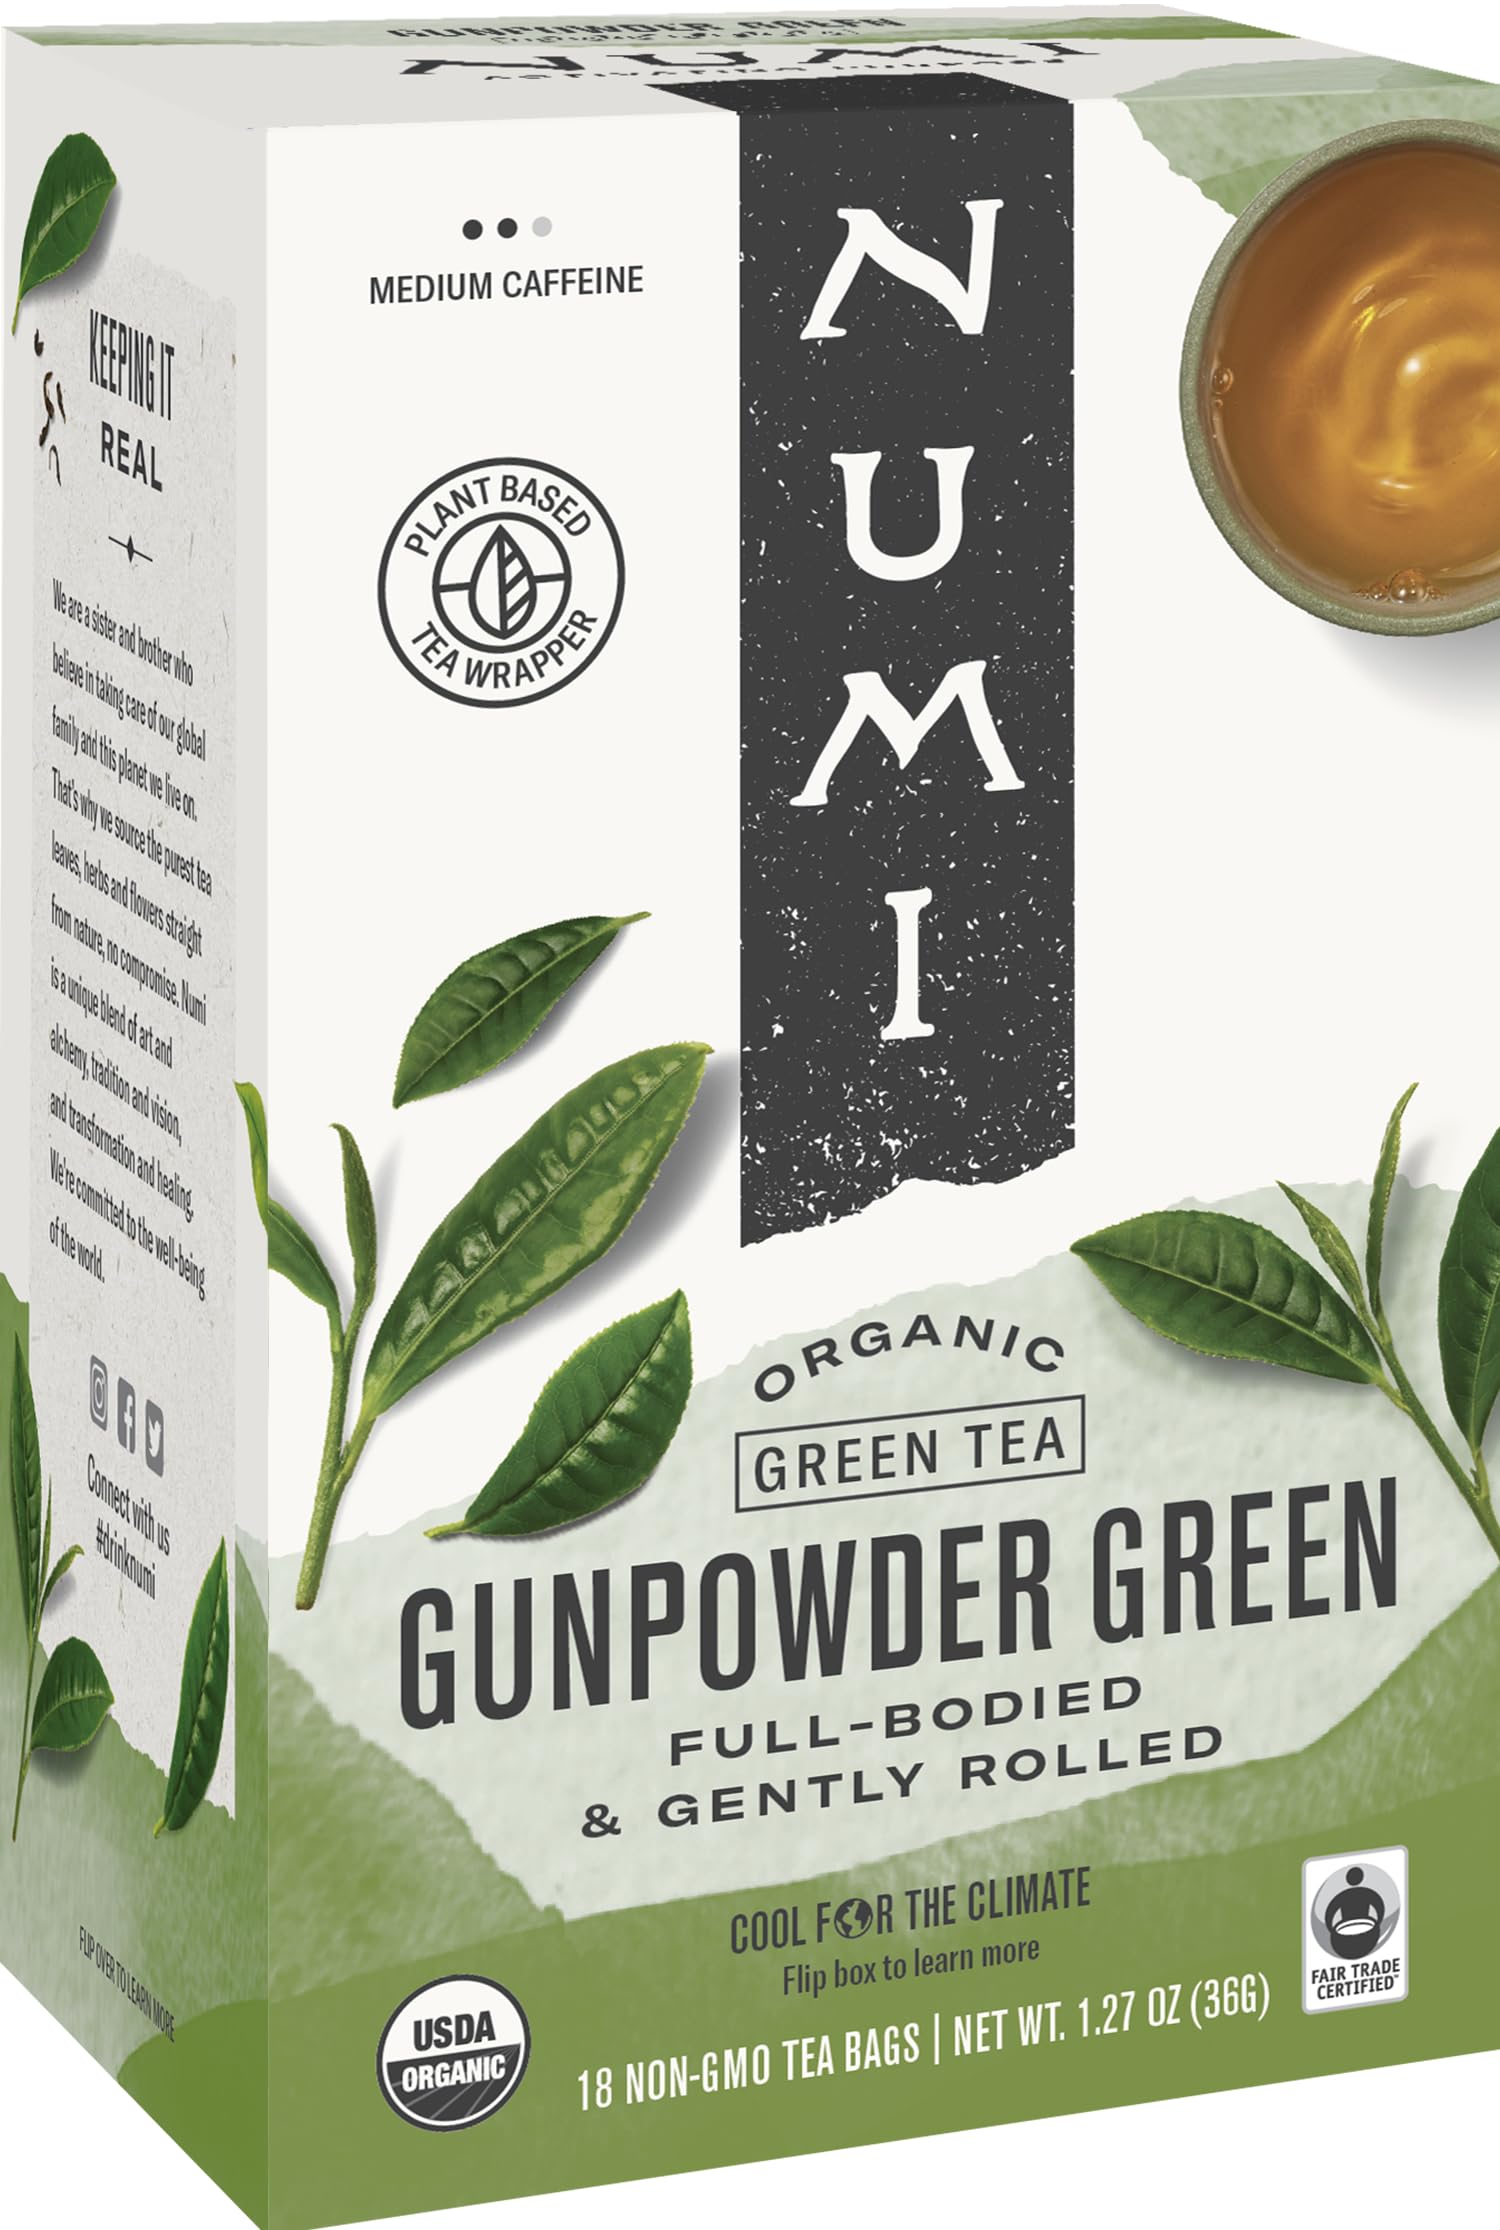 GUNPOWDER GREEN
NUMI
KEEPING IT
REAL
We are a sister and brother who
believe in taking care of our global
family and this planet we live on.
That's why we source the purest tea
leaves, herbs and flowers straight
from nature, no compromise. Numi
is a unique blend of art and
alchemy, tradition and vision,
and transformation and healing.
We're committed to the well-being
of the world.
Connect with us
#drinknumi
FLIP OVER TO LEARN MORE
MEDIUM CAFFEINE
PLANT BASED
TEA WRAPPER
NUMI
ORGANIC
GREEN TEA
GUNPOWDER GREEN
FULL-BODIED
& GENTLY ROLLED
COOL FOR THE CLIMATE
Flip box to learn more
18 NON-GMO TEA BAGS | NET WT. 1.27 OZ (36G)
USDA
ORGANIC
FAIR TRADE
CERTIFIED™